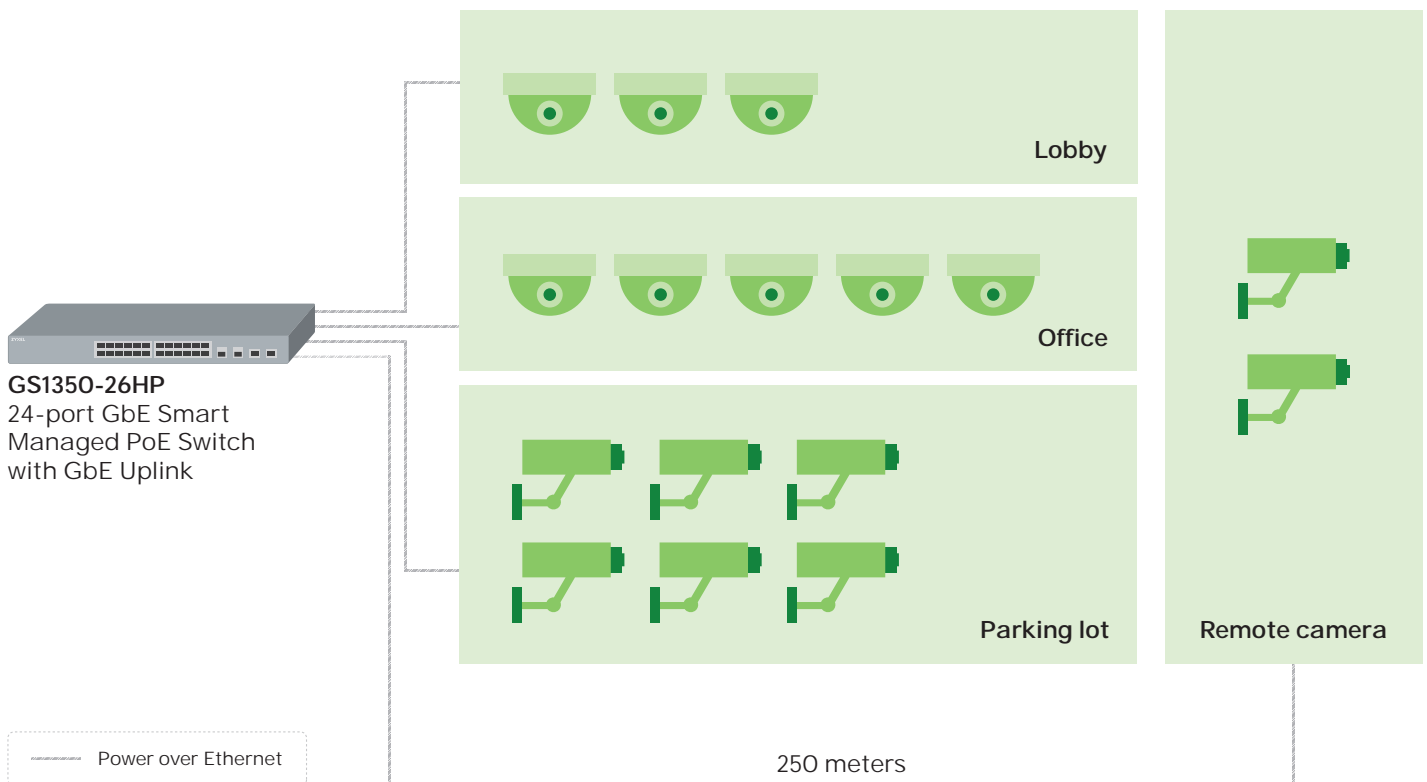 Lobby
Office
ZYXEL
GS1350-26HP
24-port GbE Smart
Managed PoE Switch
with GbE Uplink
Parking lot
Remote camera
Power over Ethernet
250 meters